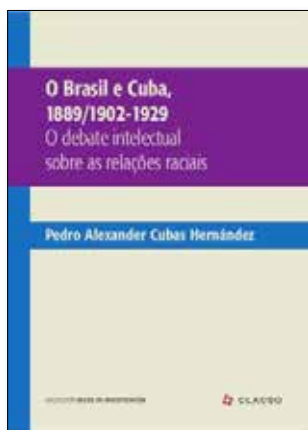 O Brasil e Cuba,
1889/1902-1929
O debate intelectual
sobre as relações raciais
Pedro Alexander Cubas Hernández
CLACSO